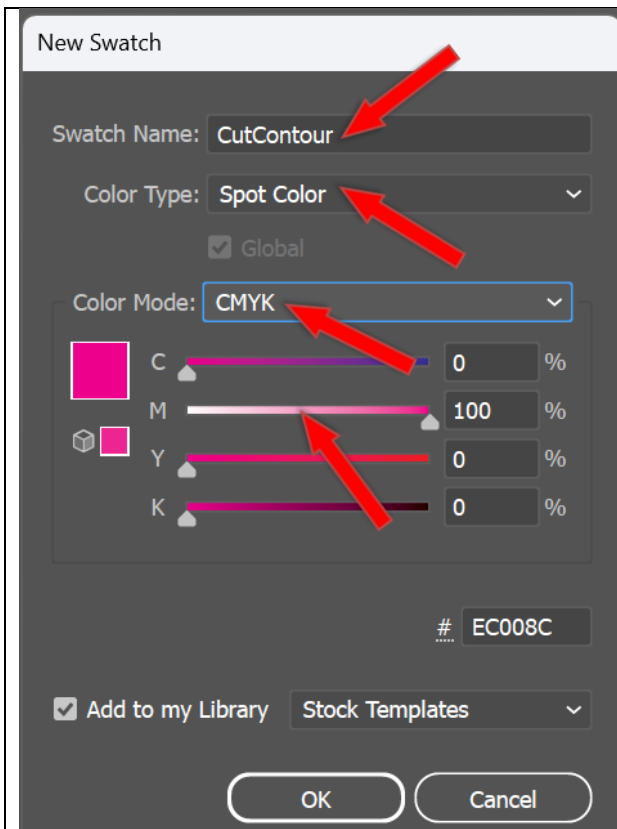 New Swatch
Swatch Name: CutContour
Color Type: Spot Color
Global
Color Mode: CMYK
C 0 %
M 100 %
Y 0 %
K 0 %
# EC008C
Add to my Library Stock Templates
OK Cancel